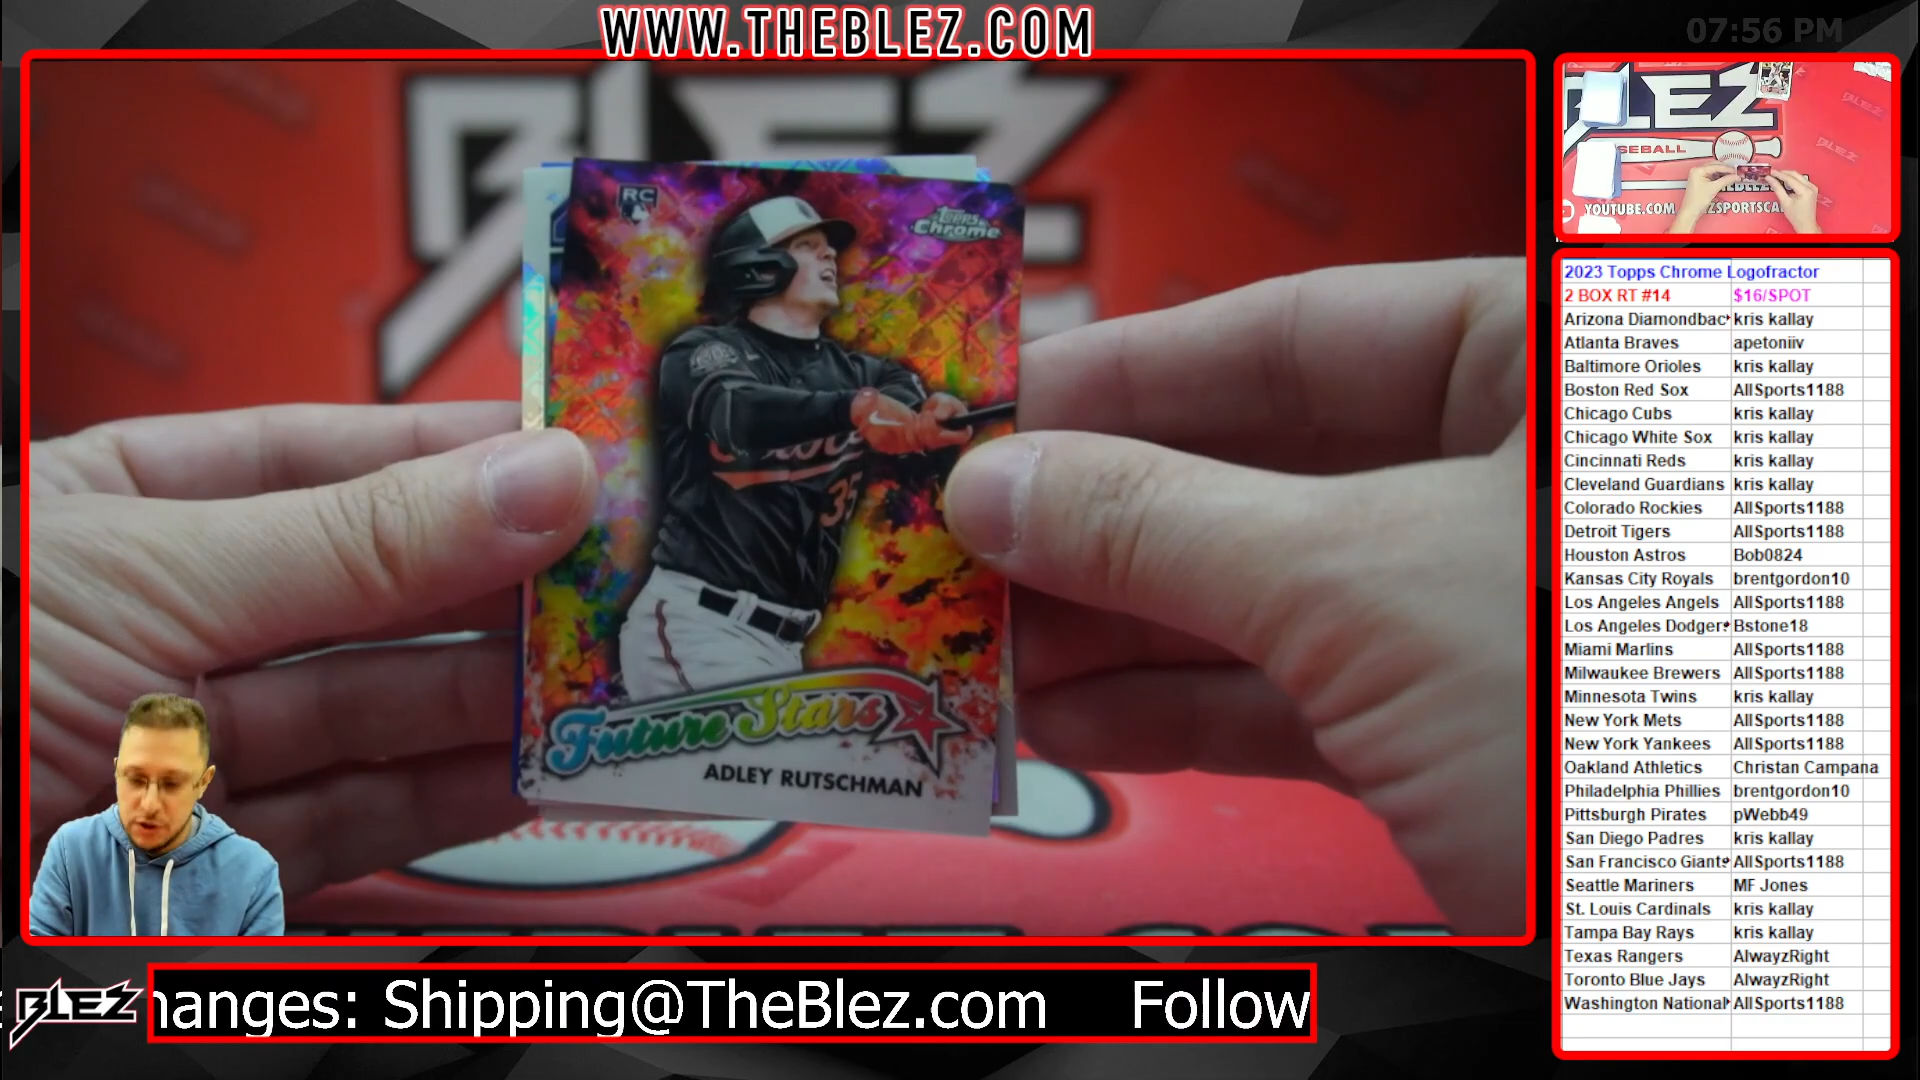 WWW.THEBLEZ.COM
07:56 PM
BLEZ
RC
Topps
Chrome
35
Future Stars
ADLEY RUTSCHMAN
BLEZ
hanges: Shipping@TheBlez.com Follow
SEBALL
YOUTUBE.COM
2023 Topps Chrome Logofractor
2 BOX RT #14 $16/SPOT
Arizona Diamondbac kris kallay
Atlanta Braves apetoniiv
Baltimore Orioles kris kallay
Boston Red Sox AllSports1188
Chicago Cubs kris kallay
Chicago White Sox kris kallay
Cincinnati Reds kris kallay
Cleveland Guardians kris kallay
Colorado Rockies AllSports1188
Detroit Tigers AllSports1188
Houston Astros Bob0824
Kansas City Royals brentgordon10
Los Angeles Angels AllSports1188
Los Angeles Dodgers Bstone18
Miami Marlins AllSports1188
Milwaukee Brewers AllSports1188
Minnesota Twins kris kallay
New York Mets AllSports1188
New York Yankees AllSports1188
Oakland Athletics Christan Campana
Philadelphia Phillies brentgordon10
Pittsburgh Pirates pWebb49
San Diego Padres kris kallay
San Francisco Giants AllSports1188
Seattle Mariners MF Jones
St. Louis Cardinals kris kallay
Tampa Bay Rays kris kallay
Texas Rangers AlwayzRight
Toronto Blue Jays AlwayzRight
Washington National AllSports1188